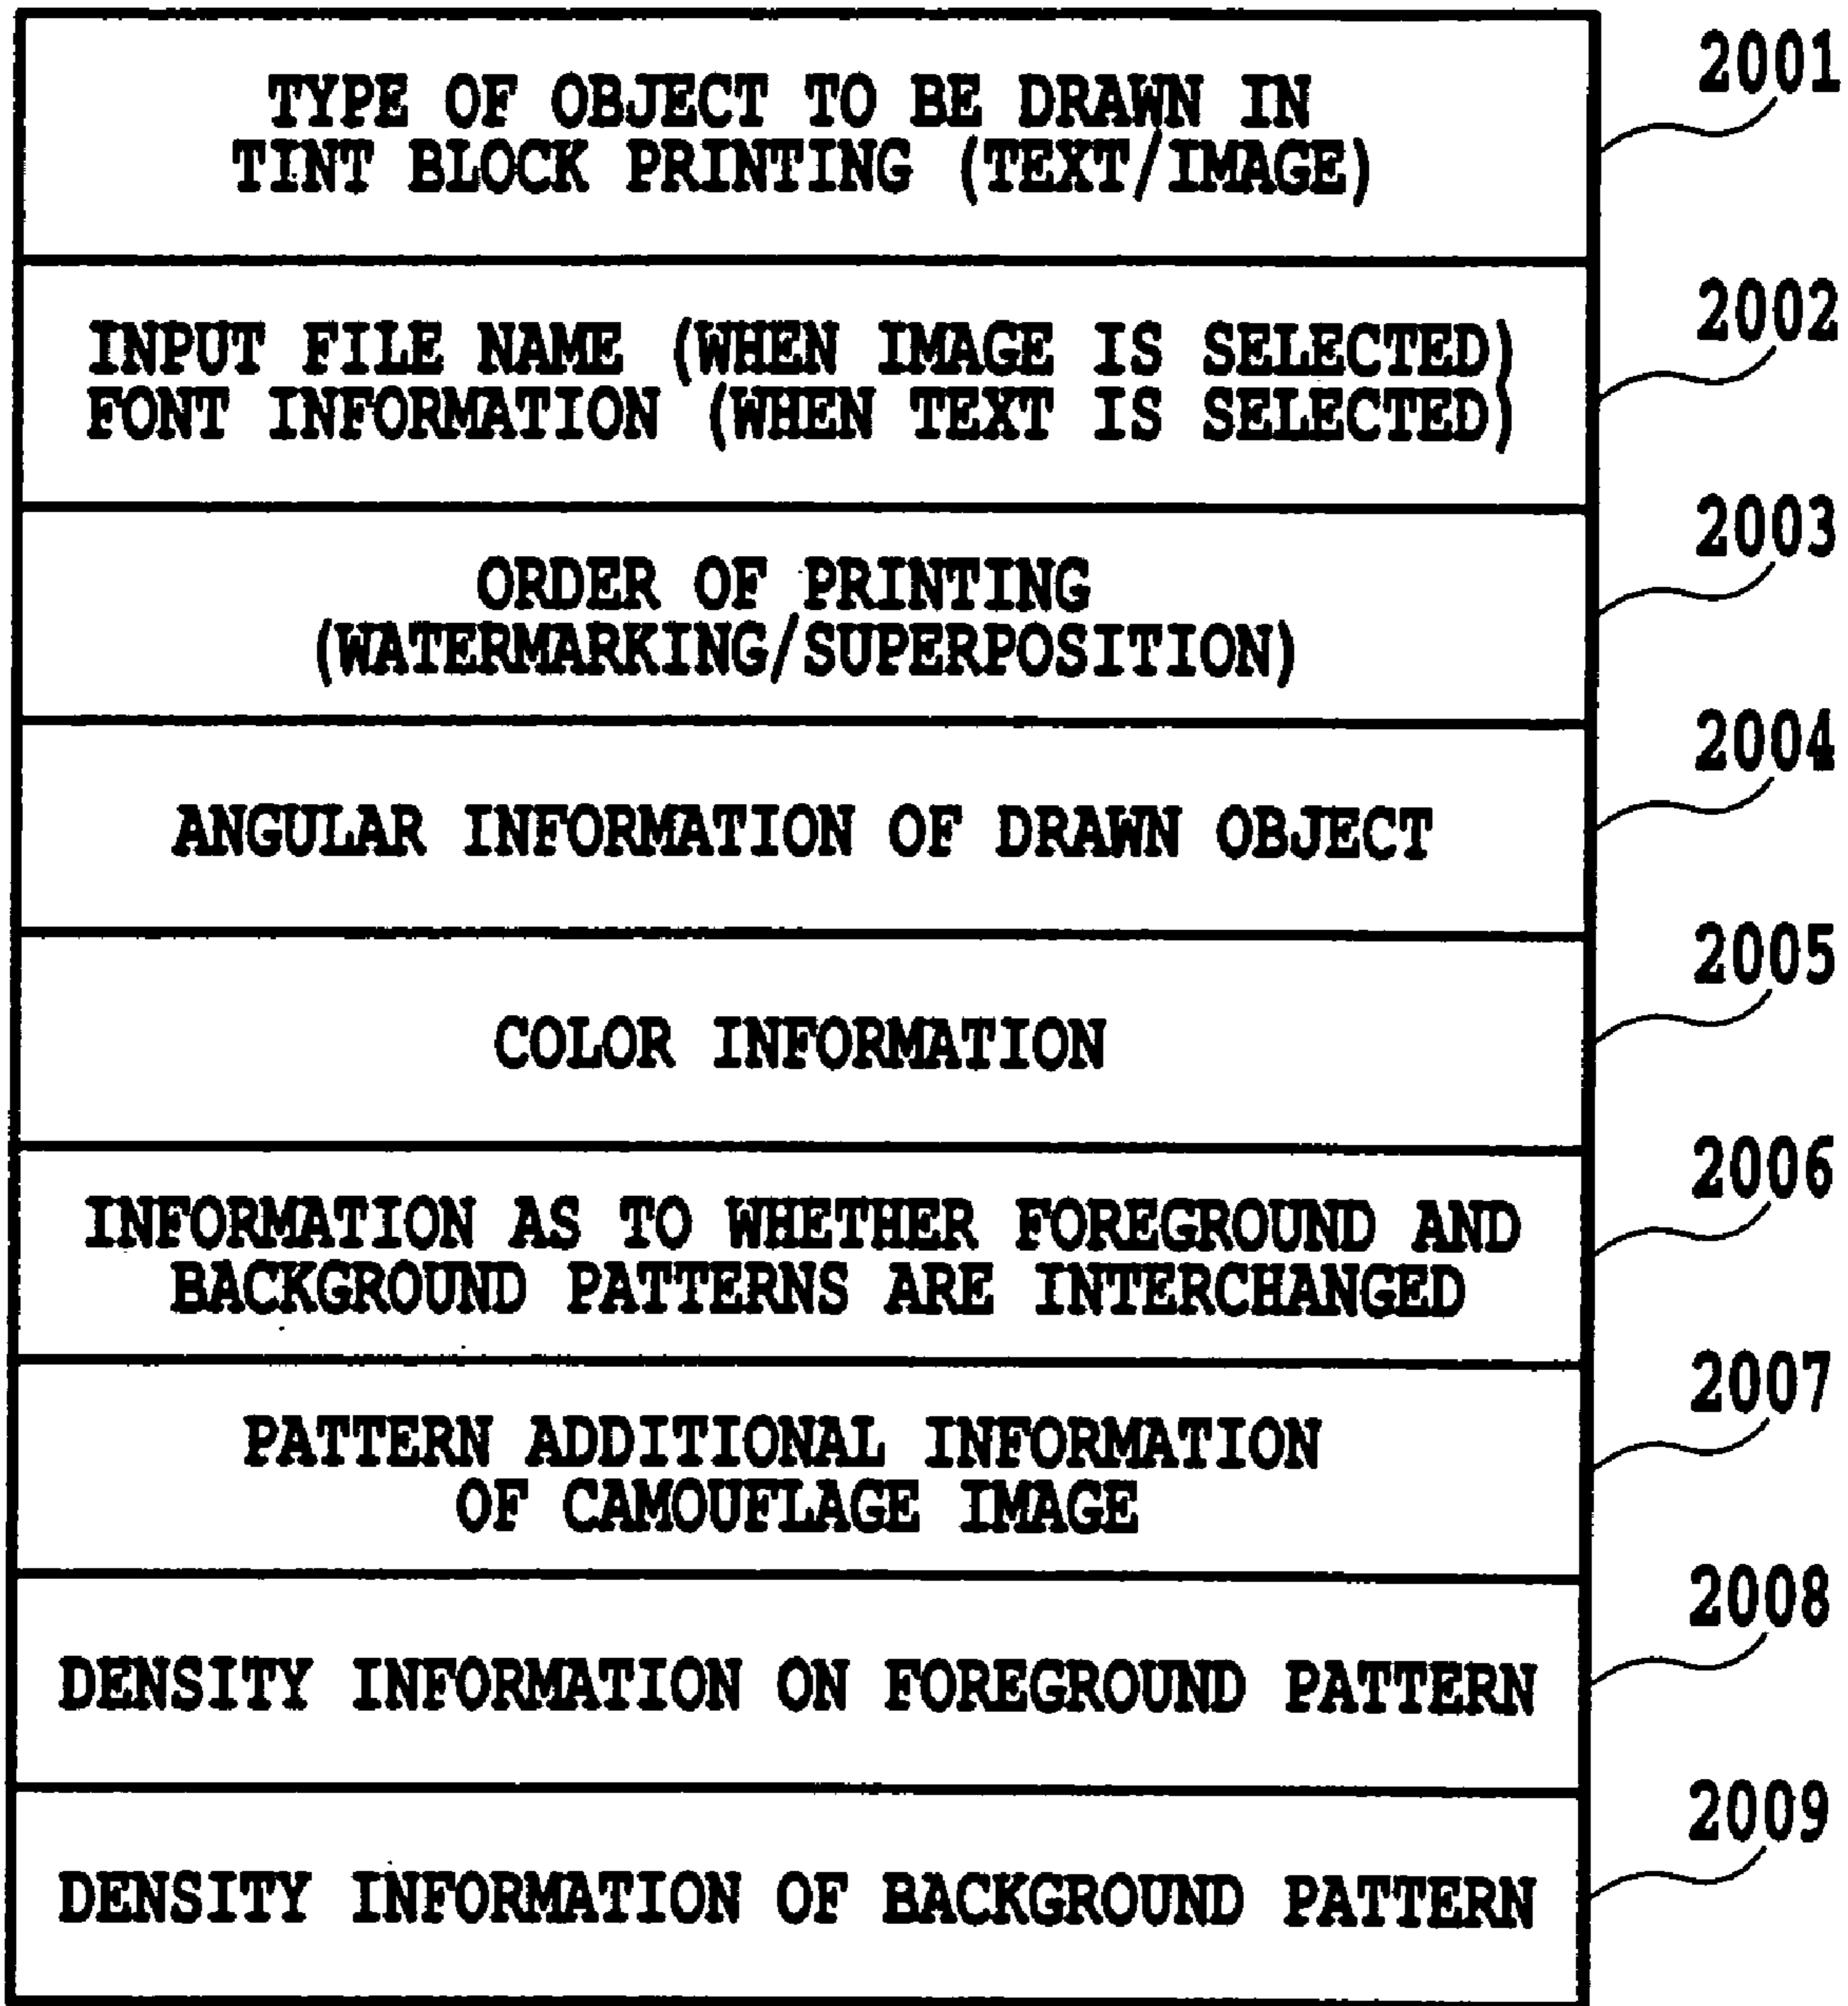 TYPE OF OBJECT TO BE DRAWN IN
TINT BLOCK PRINTING (TEXT/IMAGE)
2001
INPUT FILE NAME (WHEN IMAGE IS SELECTED)
FONT INFORMATION (WHEN TEXT IS SELECTED)
2002
ORDER OF PRINTING
(WATERMARKING/SUPERPOSITION)
2003
ANGULAR INFORMATION OF DRAWN OBJECT
2004
COLOR INFORMATION
2005
INFORMATION AS TO WHETHER FOREGROUND AND
BACKGROUND PATTERNS ARE INTERCHANGED
2006
PATTERN ADDITIONAL INFORMATION
OF CAMOUFLAGE IMAGE
2007
DENSITY INFORMATION ON FOREGROUND PATTERN
2008
DENSITY INFORMATION OF BACKGROUND PATTERN
2009